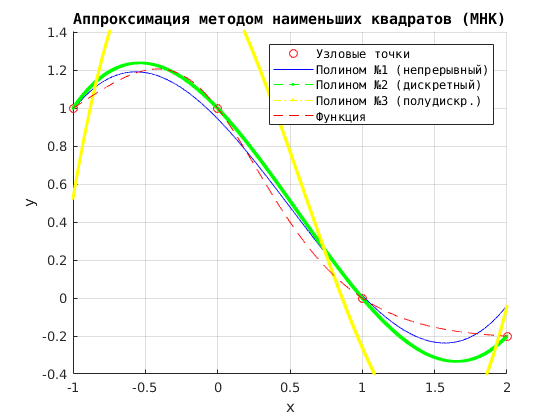 Аппроксимация методом наименьших квадратов (МНК)
1.4
1.2
1
0.8
0.6
0.4
0.2
0
-0.2
-0.4
y
Узловые точки
Полином №1 (непрерывный)
Полином №2 (дискретный)
Полином №3 (полудискр.)
Функция
-1
-0.5
0
0.5
1
1.5
2
x